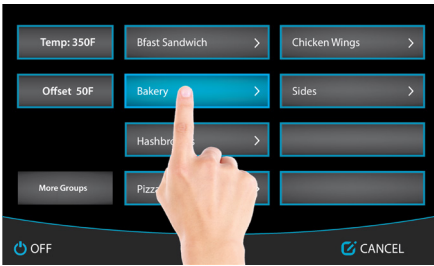 Temp: 350F
Bfast Sandwich
Chicken Wings
Offset 50F
Bakery
Sides
More Groups
OFF
CANCEL